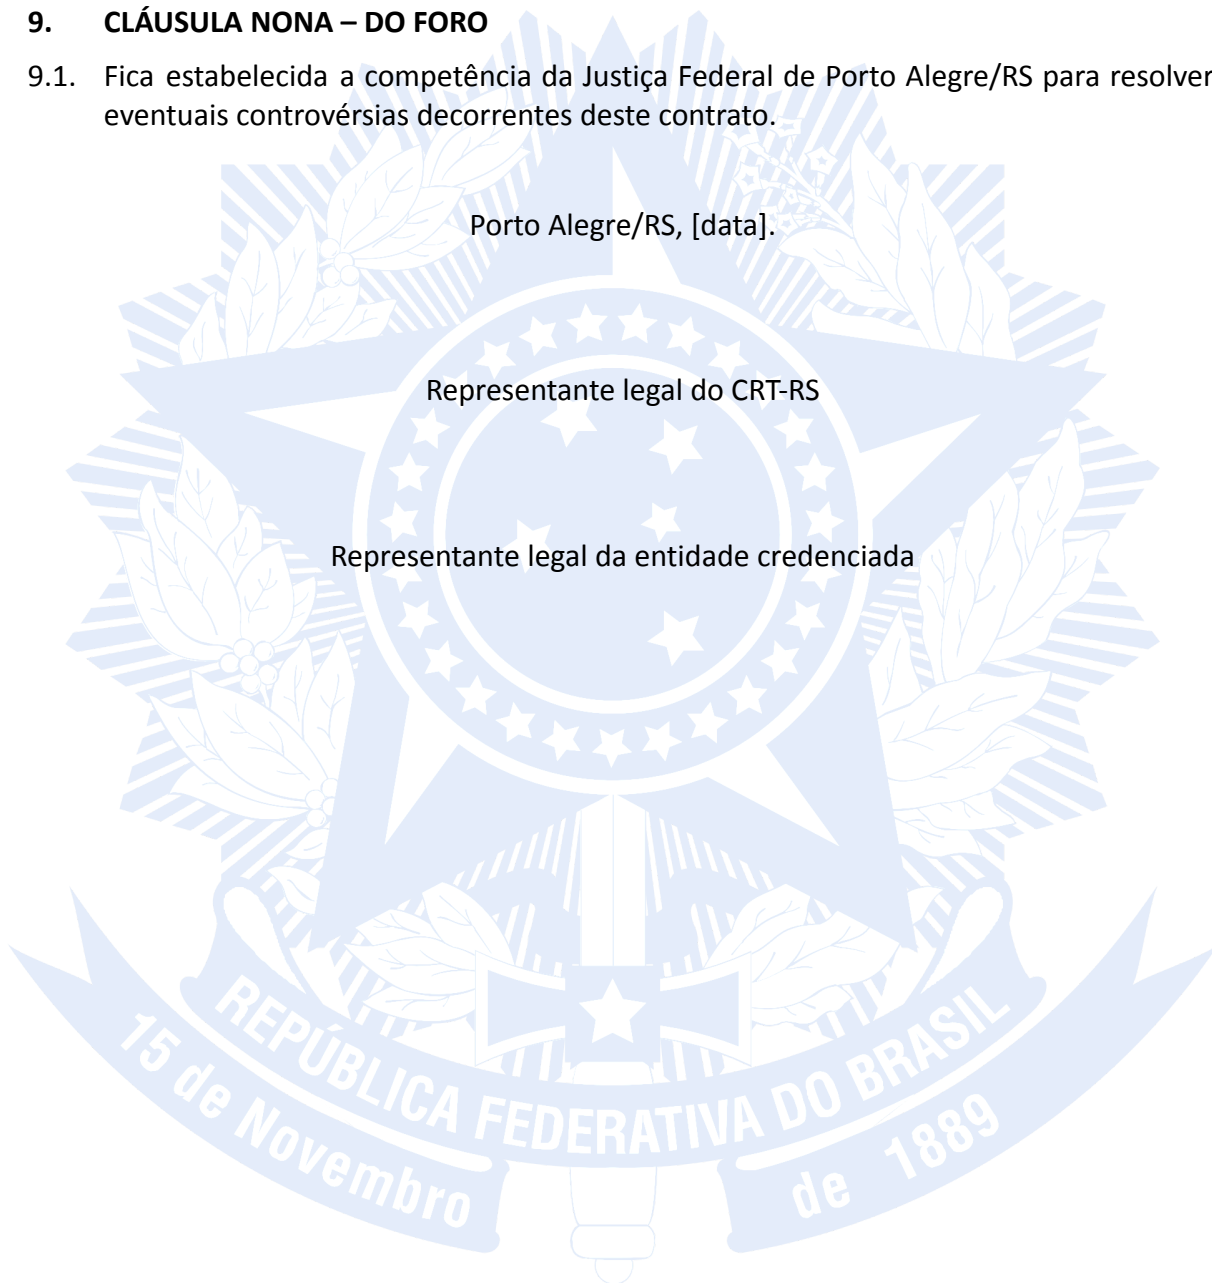 9. CLÁUSULA NONA – DO FORO
9.1. Fica estabelecida a competência da Justiça Federal de Porto Alegre/RS para resolver
eventuais controvérsias decorrentes deste contrato.
Porto Alegre/RS, [data].
Representante legal do CRT-RS
Representante legal da entidade credenciada
REPÚBLICA FEDERATIVA DO BRASIL
15 de Novembro de 1889